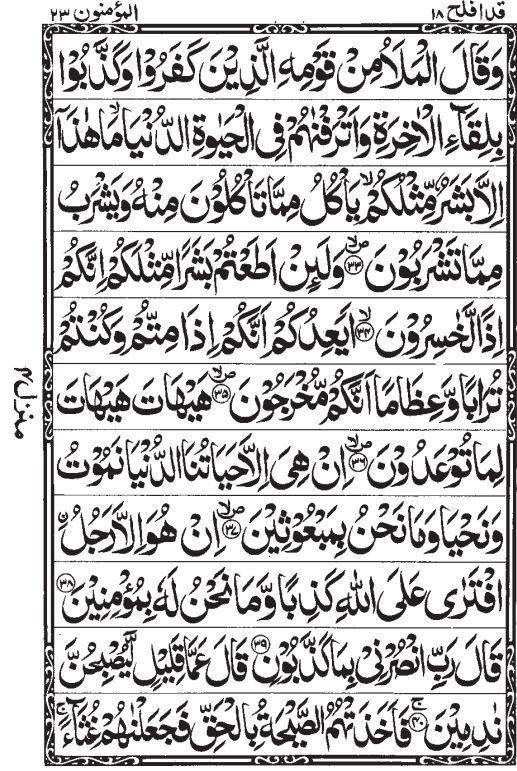 قد افلح ١٨ المؤمنون ٢٣
وَقَالَ الْمَلَاُ مِنْ قَوْمِهِ الَّذِيْنَ كَفَرُوْا وَكَذَّبُوْا
بِلِقَآءِ الْاٰخِرَةِ وَاَتْرَفْنٰهُمْ فِى الْحَيٰوةِ الدُّنْيَا ۙ مَا هٰذَاۤ
اِلَّا بَشَرٌ مِّثْلُكُمْ ۙ يَاْكُلُ مِمَّا تَاْكُلُوْنَ مِنْهُ وَيَشْرَبُ
مِمَّا تَشْرَبُوْنَ ﴿۳۳﴾ ۪ۙ وَلَئِنْ اَطَعْتُمْ بَشَرًا مِّثْلَكُمْ اِنَّكُمْ
اِذًا لَّخٰسِرُوْنَ ﴿۳۴﴾ ۙ اَيَعِدُكُمْ اَنَّكُمْ اِذَا مِتُّمْ وَكُنْتُمْ
تُرَابًا وَّعِظَامًا اَنَّكُمْ مُّخْرَجُوْنَ ﴿۳۵﴾ ۪ۙ هَيْهَاتَ هَيْهَاتَ
لِمَا تُوْعَدُوْنَ ﴿۳۶﴾ ۪ۙ اِنْ هِىَ اِلَّا حَيَاتُنَا الدُّنْيَا نَمُوْتُ
وَنَحْيَا وَمَا نَحْنُ بِمَبْعُوْثِيْنَ ﴿۳۷﴾ ۪ۙ اِنْ هُوَ اِلَّا رَجُلُ ۨ
افْتَرٰى عَلَى اللّٰهِ كَذِبًا وَّمَا نَحْنُ لَهٗ بِمُؤْمِنِيْنَ ﴿۳۸﴾
قَالَ رَبِّ انْصُرْنِىْ بِمَا كَذَّبُوْنِ ﴿۳۹﴾ قَالَ عَمَّا قَلِيْلٍ لَّيُصْبِحُنَّ
نٰدِمِيْنَ ﴿۴۰﴾ ۚ فَاَخَذَتْهُمُ الصَّيْحَةُ بِالْحَقِّ فَجَعَلْنٰهُمْ غُثَآءً ۚ
منزل ۴